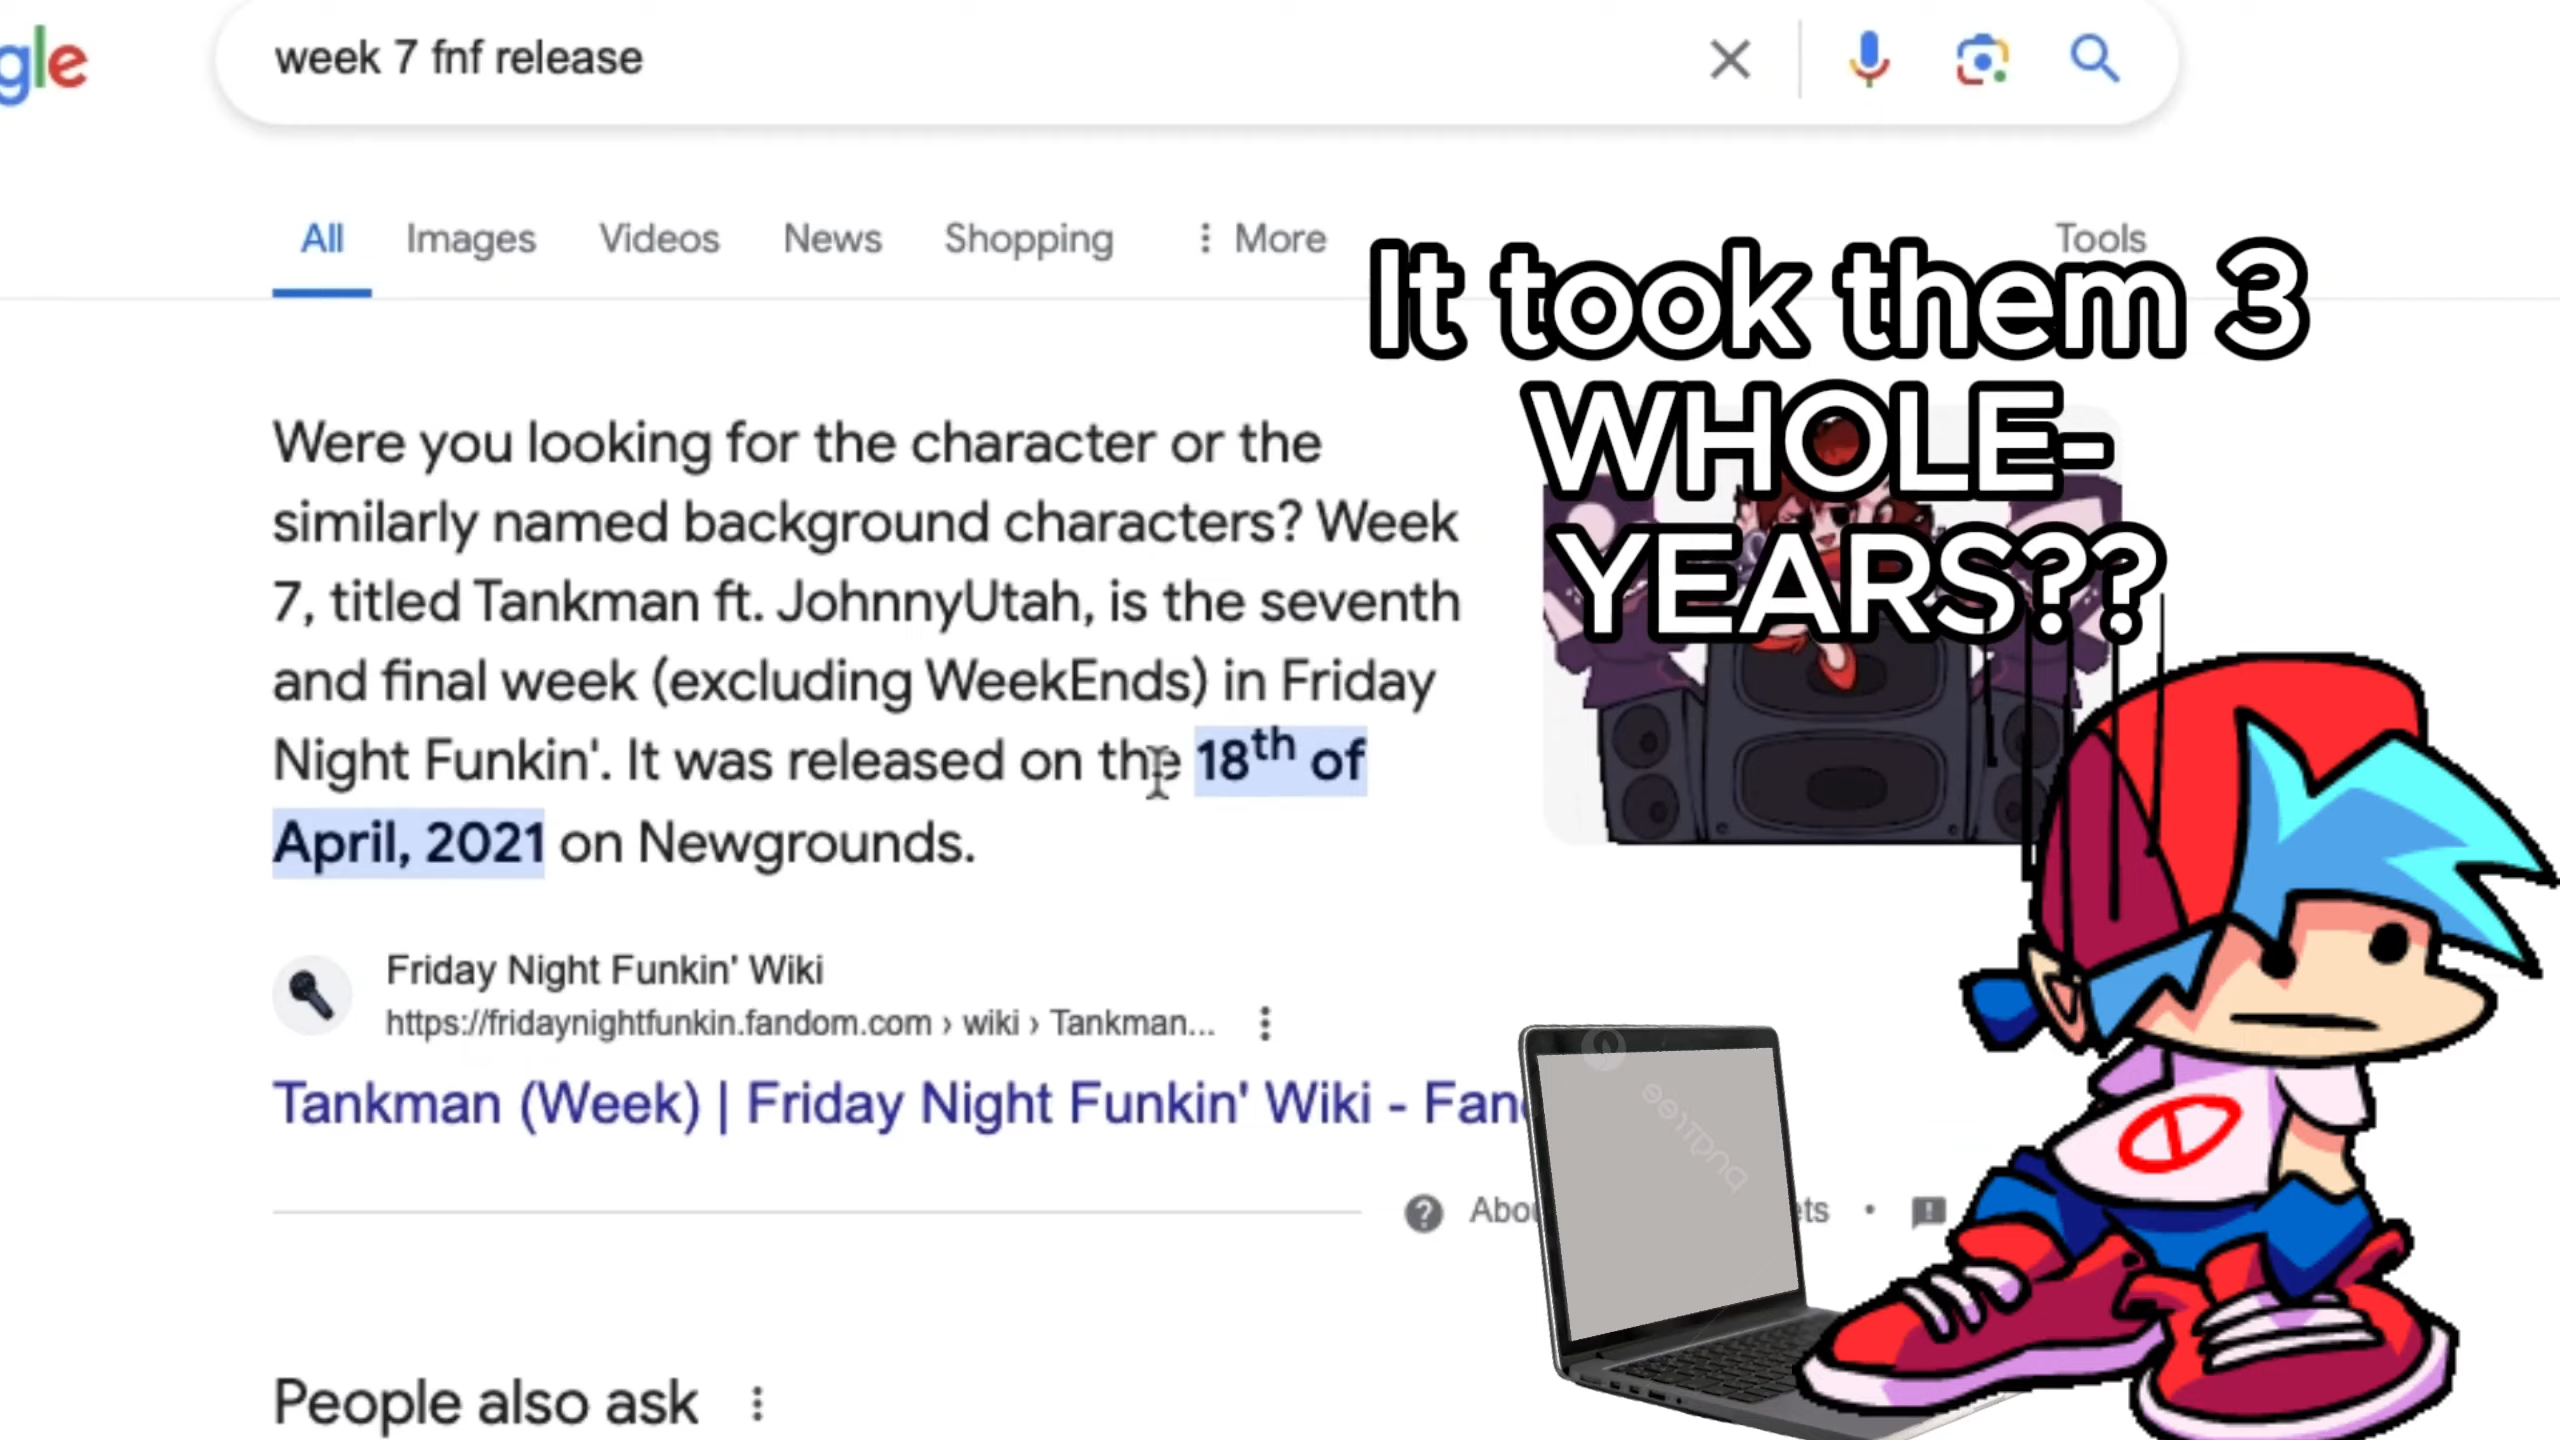 gle
week 7 fnf release
All Images Videos News Shopping More Tools
It took them 3
WHOLE-
YEARS??
Were you looking for the character or the
similarly named background characters? Week
7, titled Tankman ft. JohnnyUtah, is the seventh
and final week (excluding WeekEnds) in Friday
Night Funkin'. It was released on the 18th of
April, 2021 on Newgrounds.
Friday Night Funkin' Wiki
https://fridaynightfunkin.fandom.com › wiki › Tankman...
Tankman (Week) | Friday Night Funkin' Wiki - Fan
pngtree
Abou ets •
People also ask